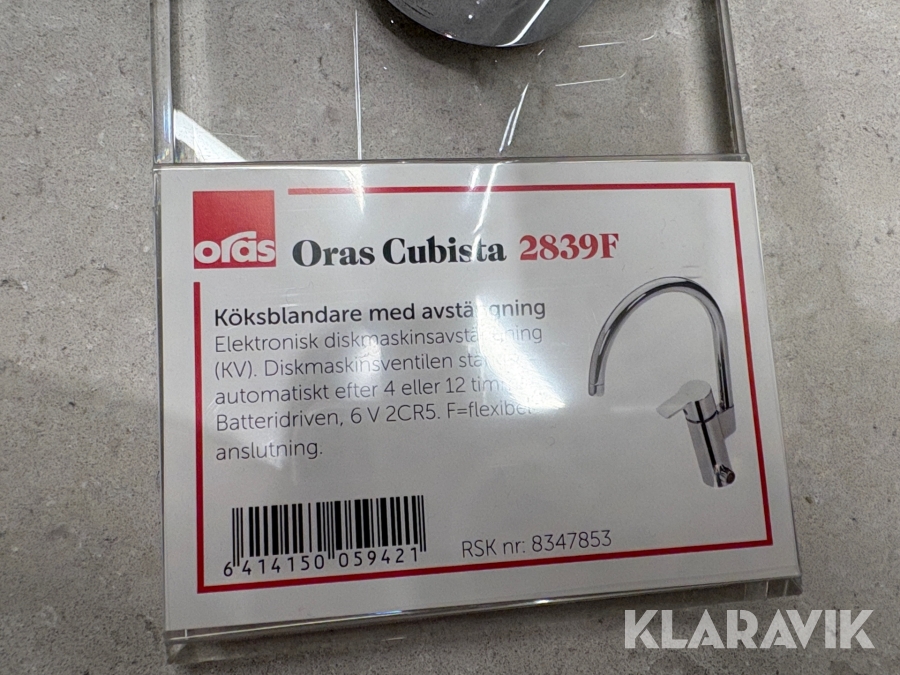 oras
Oras Cubista 2839F
Köksblandare med avstängning
Elektronisk diskmaskinsavstängning
(KV). Diskmaskinsventilen
automatiskt efter 4 eller 12
Batteridriven, 6 V 2CR5. F=flexibel
anslutning.
6 414150 059421
RSK nr: 8347853
KLARAVIK